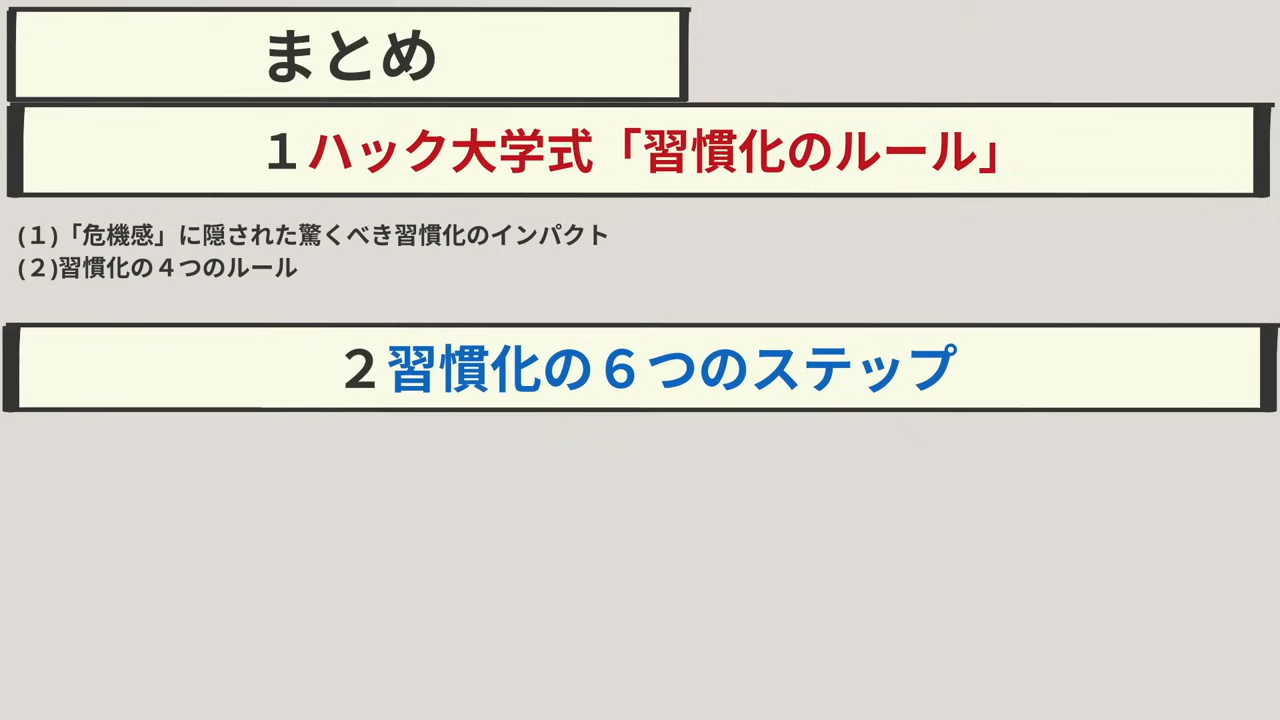 まとめ
１ハック大学式「習慣化のルール」
(１)「危機感」に隠された驚くべき習慣化のインパクト
(２)習慣化の４つのルール
２習慣化の６つのステップ